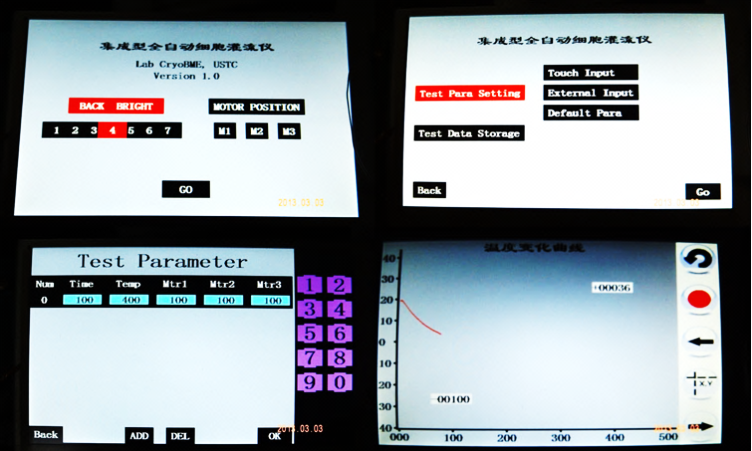 集成型全自动细胞灌流仪
Lab CryoBME, USTC
Version 1.0
BACK BRIGHT
MOTOR POSITION
1 2 3 4 5 6 7
M1 M2 M3
GO
2013.03.03
集成型全自动细胞灌流仪
Touch Input
Test Para Setting
External Input
Default Para
Test Data Storage
Back
Go
Test Parameter
Num Time Temp Mtr1 Mtr2 Mtr3
0 100 400 100 100 100
1 2
3 4
5 6
7 8
9 0
Back ADD DEL OK
2013.03.03
温度变化曲线
40
30
+00036
20
10
0
X,Y
10
20
-00100
30
40
000 100 200 300 400 500